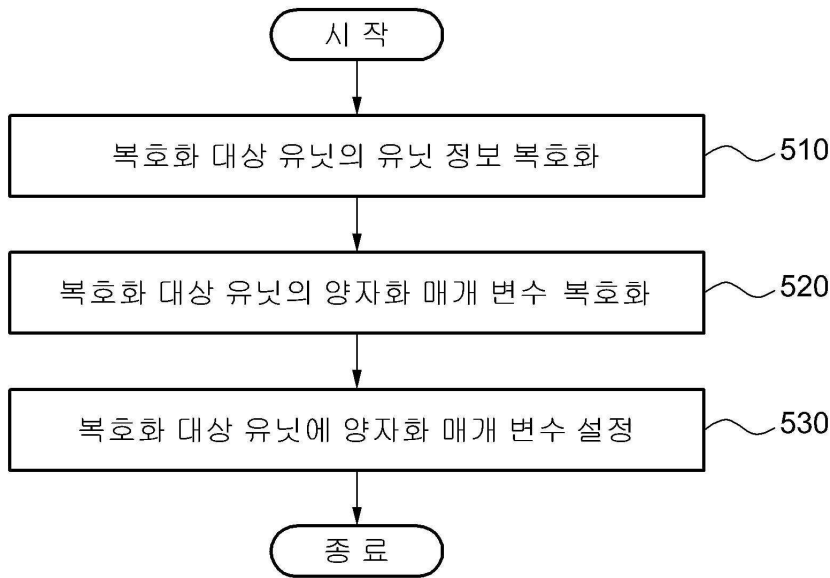 시 작
복호화 대상 유닛의 유닛 정보 복호화
510
복호화 대상 유닛의 양자화 매개 변수 복호화
520
복호화 대상 유닛에 양자화 매개 변수 설정
530
종 료